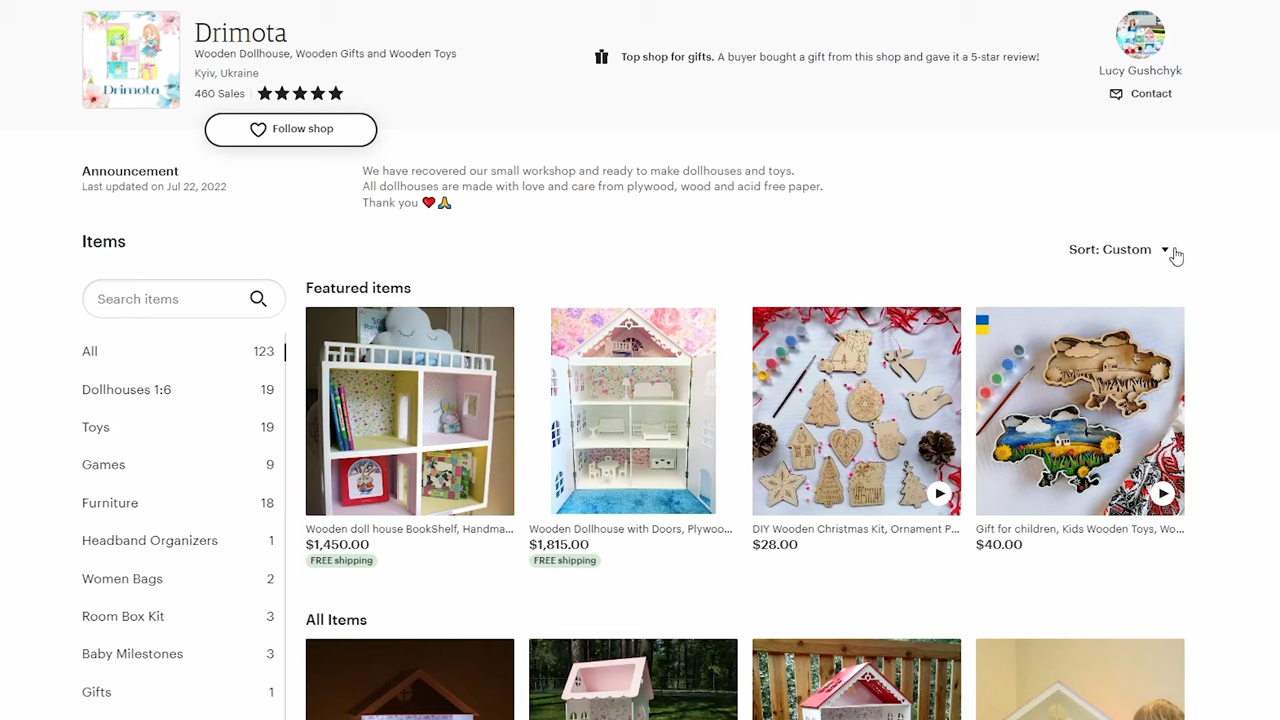 Drimota
Drimota
Wooden Dollhouse, Wooden Gifts and Wooden Toys
Kyiv, Ukraine
460 Sales
Follow shop
Top shop for gifts. A buyer bought a gift from this shop and gave it a 5-star review!
Lucy Gushchyk
Contact
Announcement
Last updated on Jul 22, 2022
We have recovered our small workshop and ready to make dollhouses and toys.
All dollhouses are made with love and care from plywood, wood and acid free paper.
Thank you ❤️🙏
Items
Sort: Custom
Search items
All 123
Dollhouses 1:6 19
Toys 19
Games 9
Furniture 18
Headband Organizers 1
Women Bags 2
Room Box Kit 3
Baby Milestones 3
Gifts 1
Featured items
Wooden doll house BookShelf, Handma...
$1,450.00
FREE shipping
Wooden Dollhouse with Doors, Plywoo...
$1,815.00
FREE shipping
DIY Wooden Christmas Kit, Ornament P...
$28.00
Gift for children, Kids Wooden Toys, Wo...
$40.00
All Items